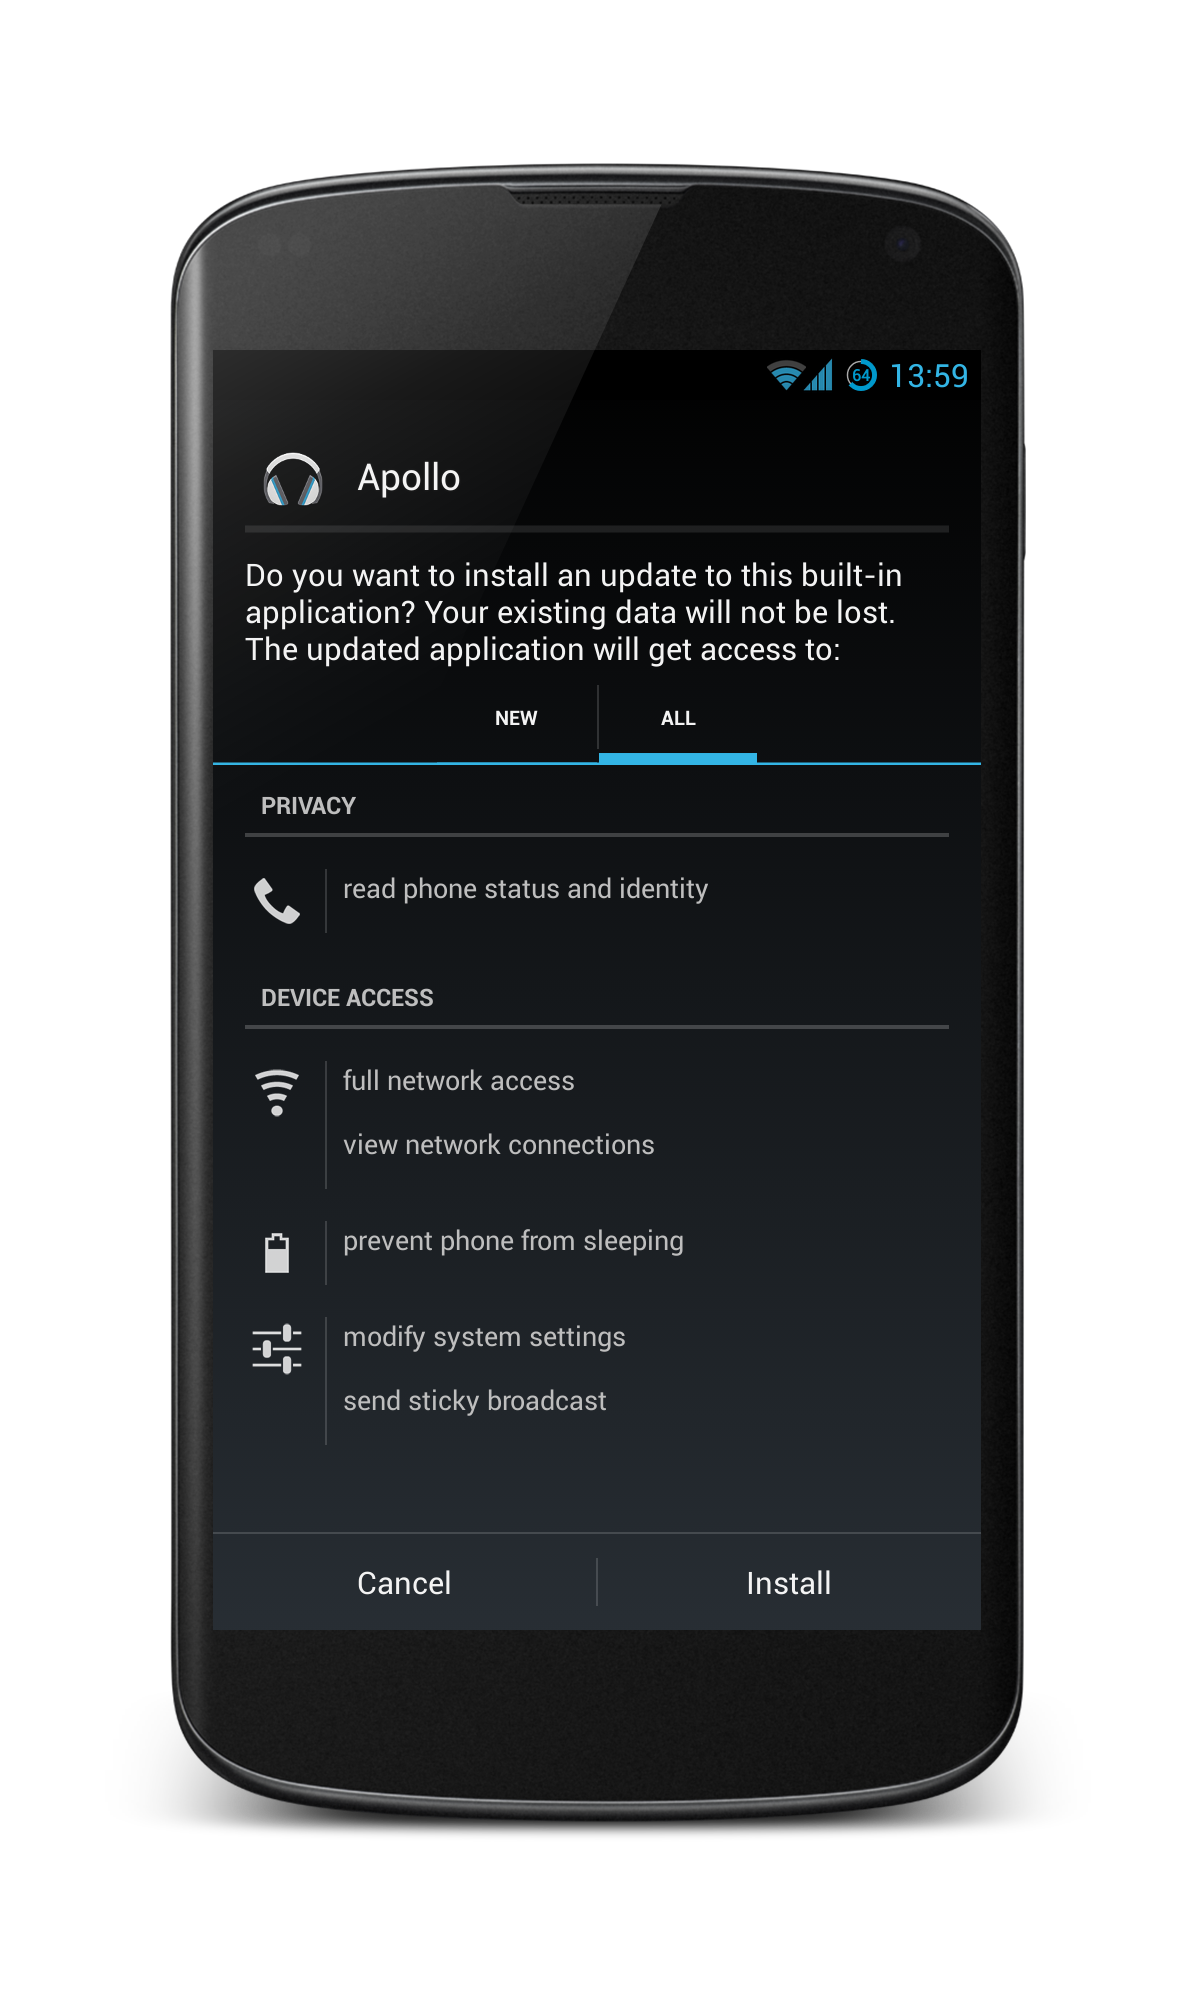 64 13:59
Apollo
Do you want to install an update to this built-in
application? Your existing data will not be lost.
The updated application will get access to:
NEW ALL
PRIVACY
read phone status and identity
DEVICE ACCESS
full network access
view network connections
prevent phone from sleeping
modify system settings
send sticky broadcast
Cancel Install